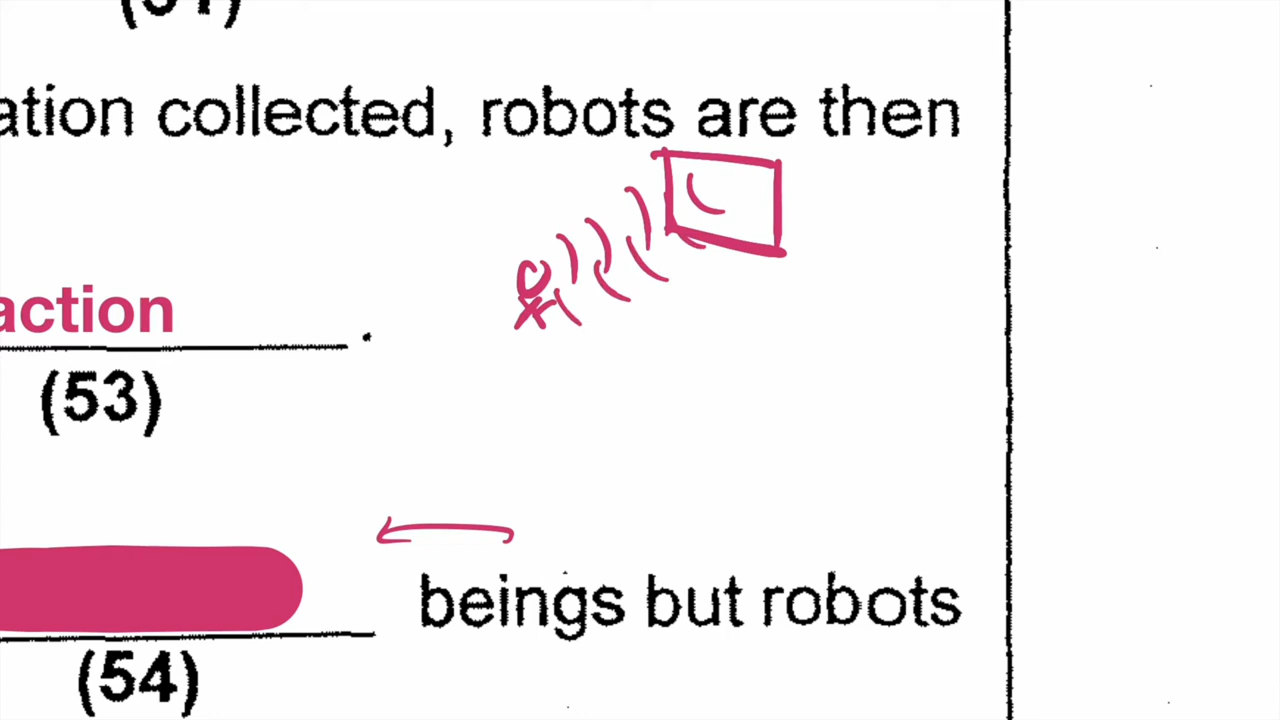 ation collected, robots are then
action .
(53)
beings but robots
(54)